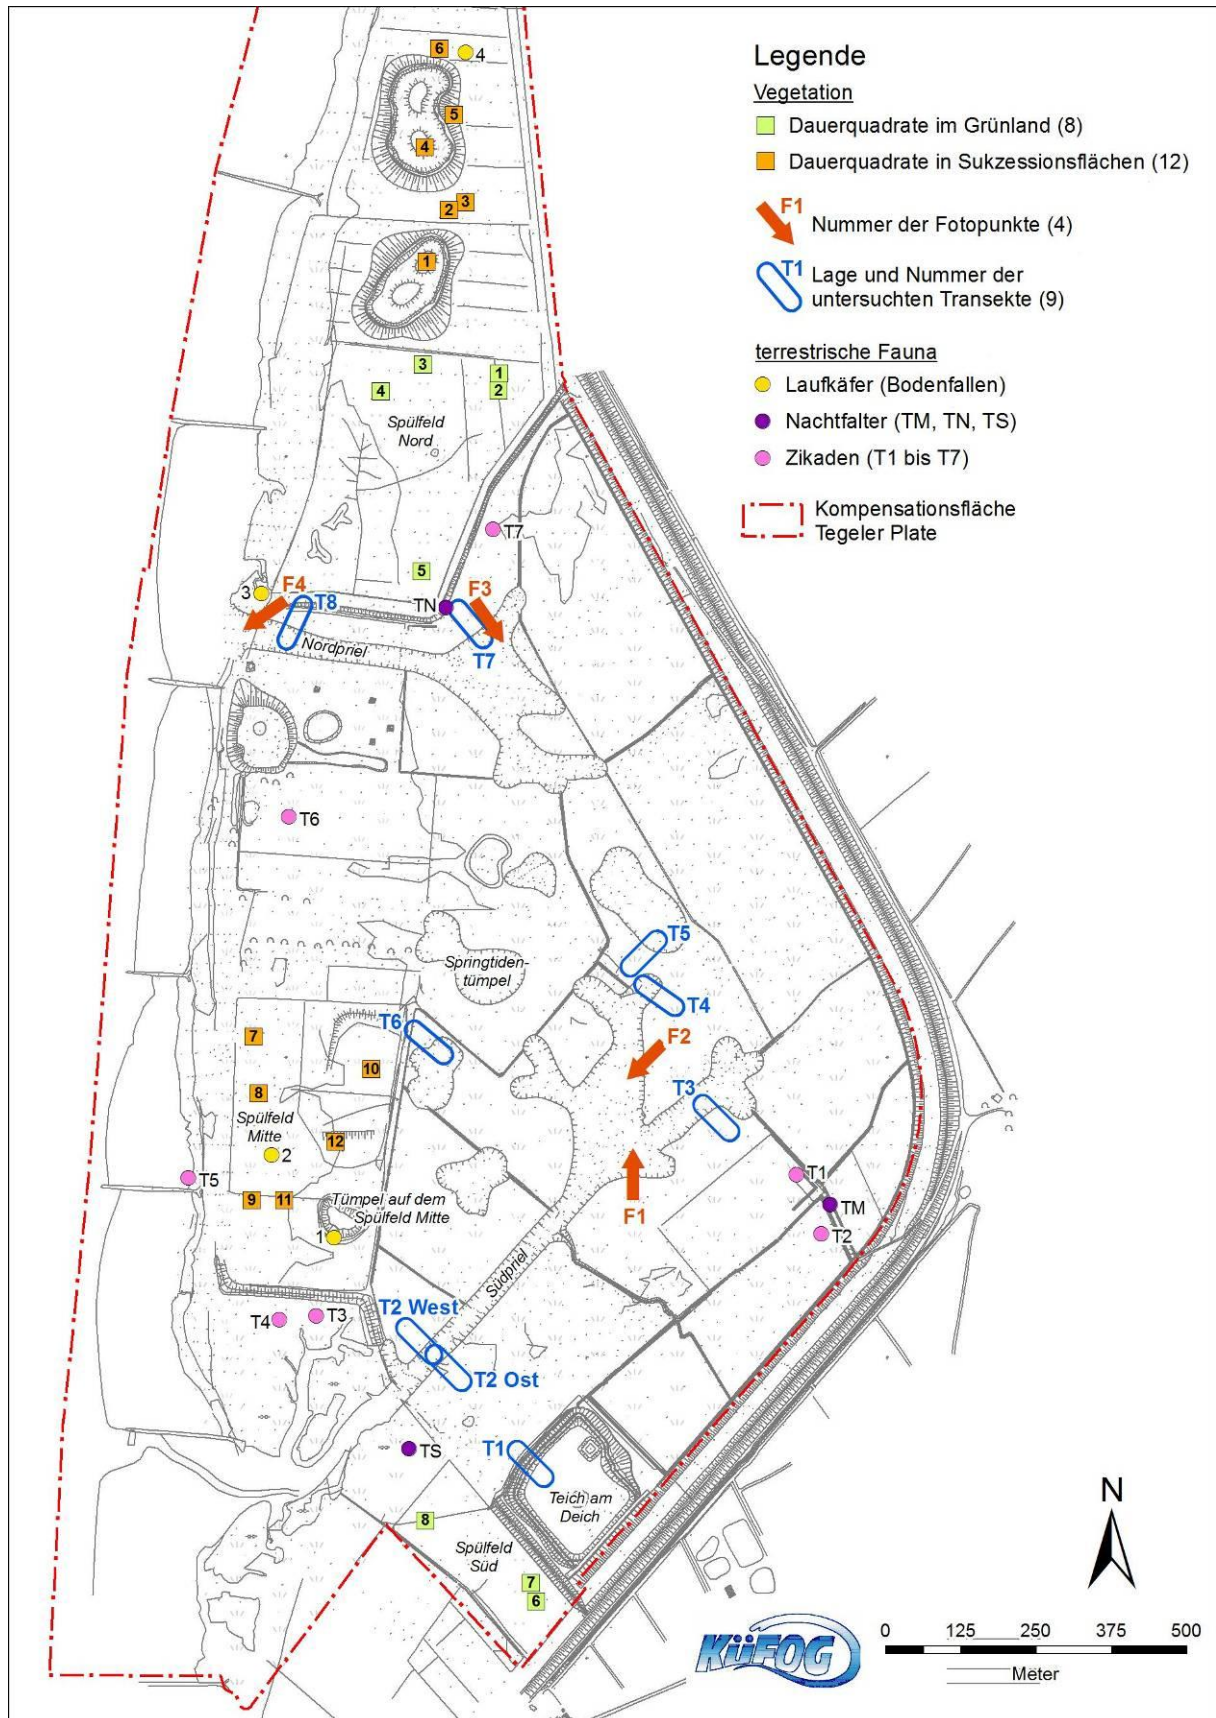 Legende
Vegetation
Dauerquadrate im Grünland (8)
Dauerquadrate in Sukzessionsflächen (12)
F1
Nummer der Fotopunkte (4)
T1
Lage und Nummer der
untersuchten Transekte (9)
terrestrische Fauna
Laufkäfer (Bodenfallen)
Nachtfalter (TM, TN, TS)
Zikaden (T1 bis T7)
Kompensationsfläche
Tegeler Plate
6
4
5
4
3
2
1
3
1
4
2
Spülfeld
Nord
T7
5
3
F4
T8
TN
F3
Nordpriel
T7
T6
T5
Springtiden-
tümpel
T4
T6
7
F2
10
8
T3
Spülfeld
Mitte
12
2
T5
T1
9
11
Tümpel auf dem
Spülfeld Mitte
TM
F1
1
T2
Südpriel
T4
T3
T2 West
T2 Ost
TS
T1
Teich am
Deich
8
Spülfeld
Süd
7
6
N
KÜFOG
0 125 250 375 500
Meter